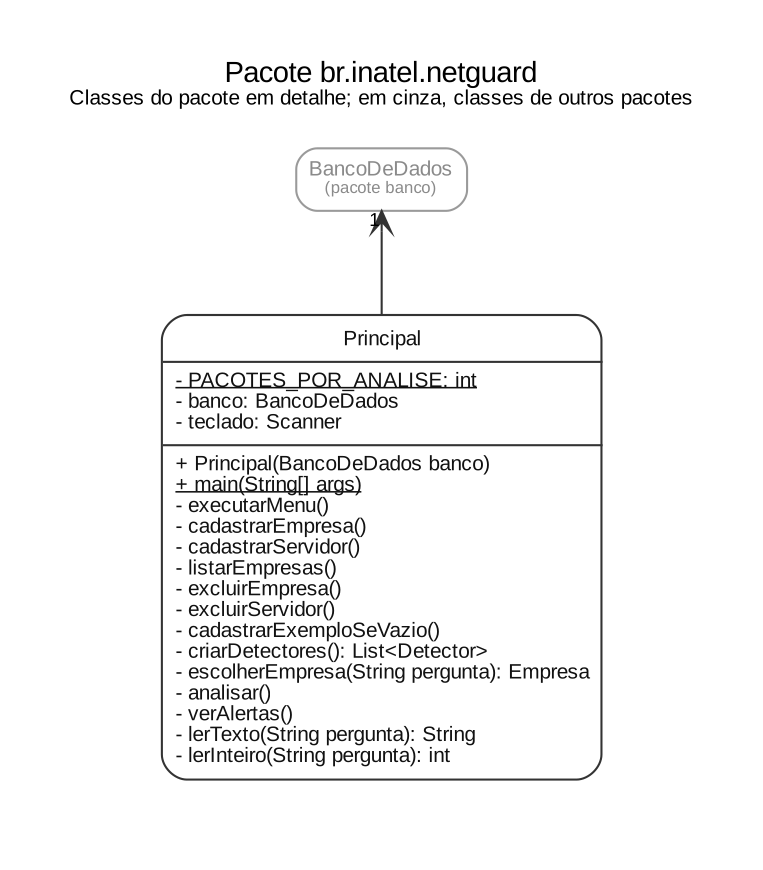 Pacote br.inatel.netguard
Classes do pacote em detalhe; em cinza, classes de outros pacotes
BancoDeDados
(pacote banco)
1
Principal
- PACOTES_POR_ANALISE: int
- banco: BancoDeDados
- teclado: Scanner
+ Principal(BancoDeDados banco)
+ main(String[] args)
- executarMenu()
- cadastrarEmpresa()
- cadastrarServidor()
- listarEmpresas()
- excluirEmpresa()
- excluirServidor()
- cadastrarExemploSeVazio()
- criarDetectores(): List<Detector>
- escolherEmpresa(String pergunta): Empresa
- analisar()
- verAlertas()
- lerTexto(String pergunta): String
- lerInteiro(String pergunta): int